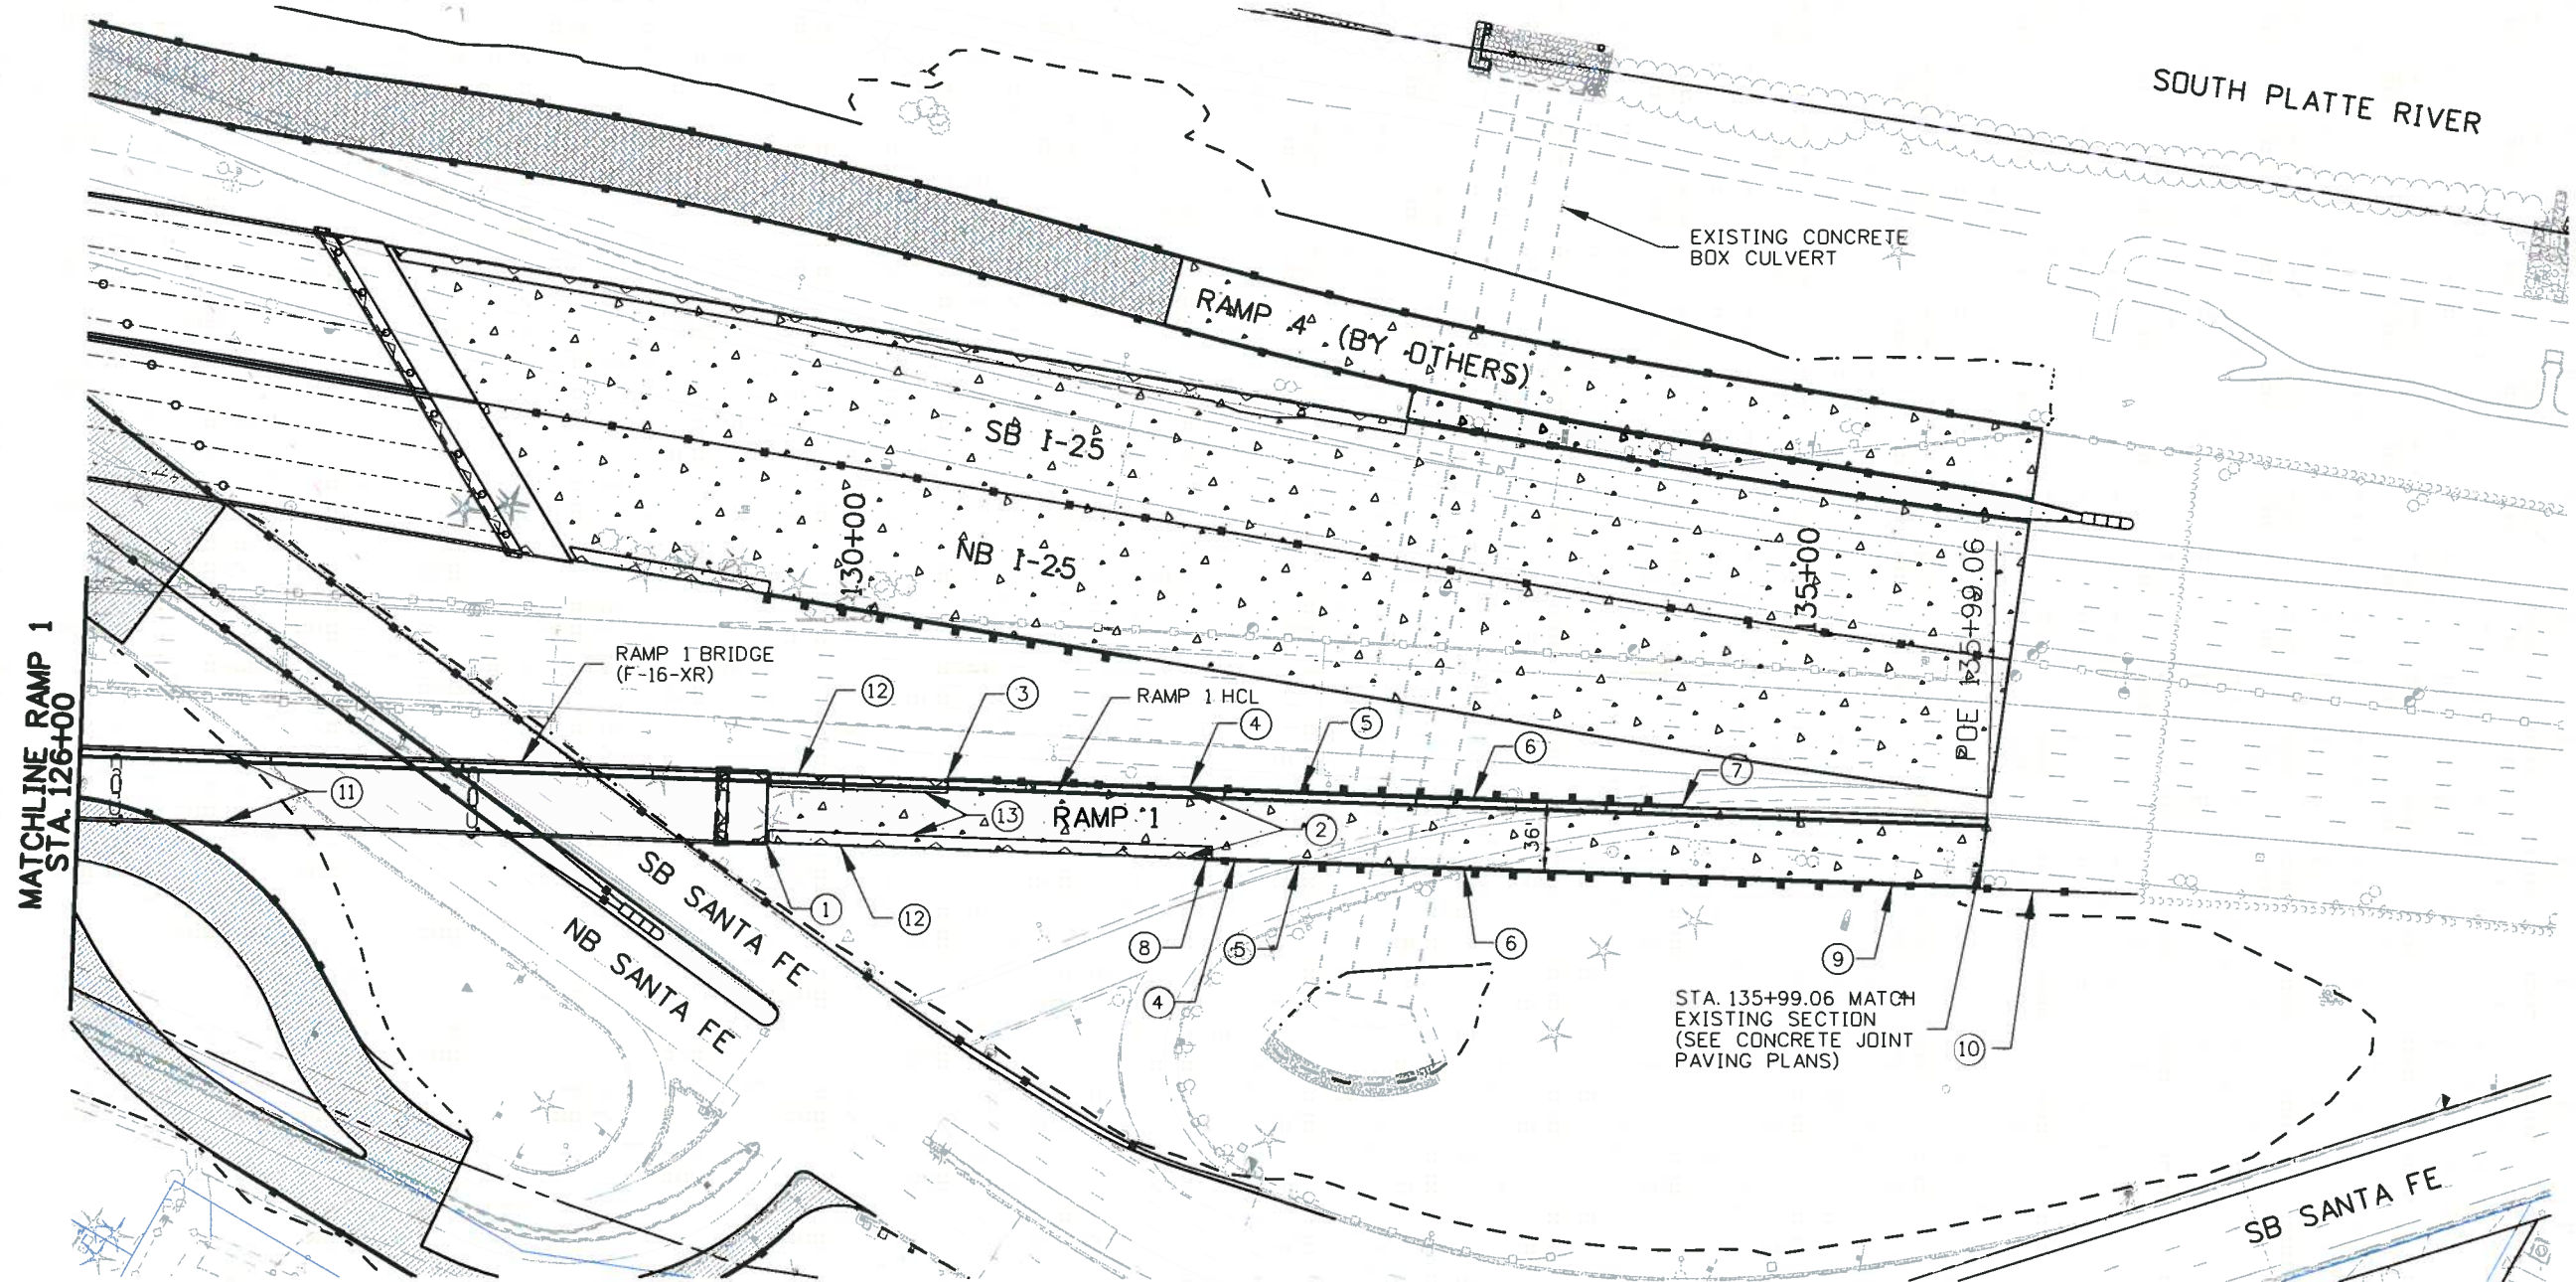 SOUTH PLATTE RIVER
EXISTING CONCRETE
BOX CULVERT
RAMP 4 (BY OTHERS)
SB I-25
NB I-25
130+00
135+00
POE 135+99.06
MATCHLINE RAMP 1
STA. 126+00
RAMP 1 BRIDGE
(F-16-XR)
12
3
RAMP 1 HCL
4
5
6
7
11
13
RAMP 1
2
36'
1
12
8
5
4
6
9
10
SB SANTA FE
NB SANTA FE
STA. 135+99.06 MATCH
EXISTING SECTION
(SEE CONCRETE JOINT
PAVING PLANS)
SB SANTA FE